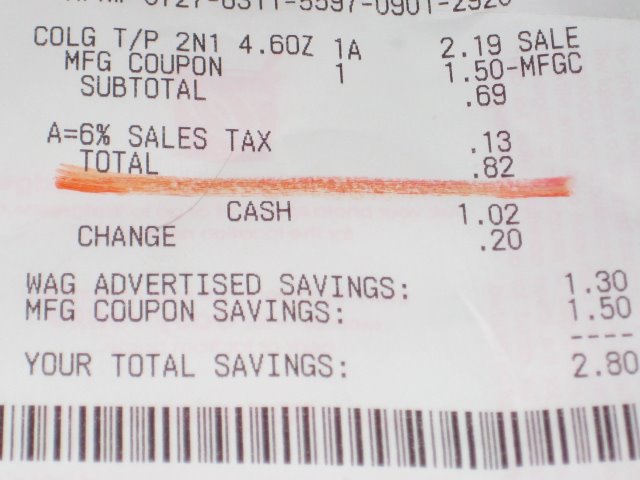 COLG T/P 2N1 4.6OZ 1A 2.19 SALE
MFG COUPON 1 1.50-MFGC
SUBTOTAL .69
A=6% SALES TAX .13
TOTAL .82
CASH 1.02
CHANGE .20
WAG ADVERTISED SAVINGS: 1.30
MFG COUPON SAVINGS: 1.50
----
YOUR TOTAL SAVINGS: 2.80